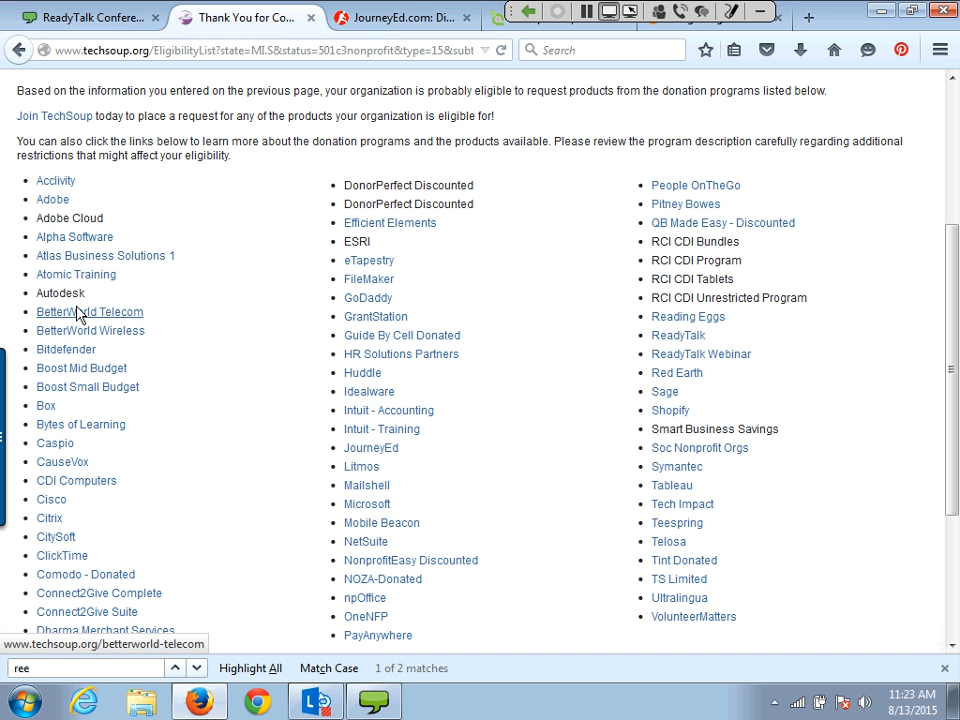 ReadyTalk Confere...
Thank You for Co...
JourneyEd.com: Di...
www.techsoup.org/EligibilityList?state=MI.S&status=501c3nonprofit&type=15&subt
Search
Based on the information you entered on the previous page, your organization is probably eligible to request products from the donation programs listed below.
Join TechSoup today to place a request for any of the products your organization is eligible for!
You can also click the links below to learn more about the donation programs and the products available. Please review the program description carefully regarding additional
restrictions that might affect your eligibility.
Acclivity
Adobe
Adobe Cloud
Alpha Software
Atlas Business Solutions 1
Atomic Training
Autodesk
BetterWorld Telecom
BetterWorld Wireless
Bitdefender
Boost Mid Budget
Boost Small Budget
Box
Bytes of Learning
Caspio
CauseVox
CDI Computers
Cisco
Citrix
CitySoft
ClickTime
Comodo - Donated
Connect2Give Complete
Connect2Give Suite
Dharma Merchant Services
DonorPerfect Discounted
DonorPerfect Discounted
Efficient Elements
ESRI
eTapestry
FileMaker
GoDaddy
GrantStation
Guide By Cell Donated
HR Solutions Partners
Huddle
Idealware
Intuit - Accounting
Intuit - Training
JourneyEd
Litmos
Mailshell
Microsoft
Mobile Beacon
NetSuite
NonprofitEasy Discounted
NOZA-Donated
npOffice
OneNFP
PayAnywhere
People OnTheGo
Pitney Bowes
QB Made Easy - Discounted
RCI CDI Bundles
RCI CDI Program
RCI CDI Tablets
RCI CDI Unrestricted Program
Reading Eggs
ReadyTalk
ReadyTalk Webinar
Red Earth
Sage
Shopify
Smart Business Savings
Soc Nonprofit Orgs
Symantec
Tableau
Tech Impact
Teespring
Telosa
Tint Donated
TS Limited
Ultralingua
VolunteerMatters
www.techsoup.org/betterworld-telecom
ree
Highlight All
Match Case
1 of 2 matches
11:23 AM
8/13/2015